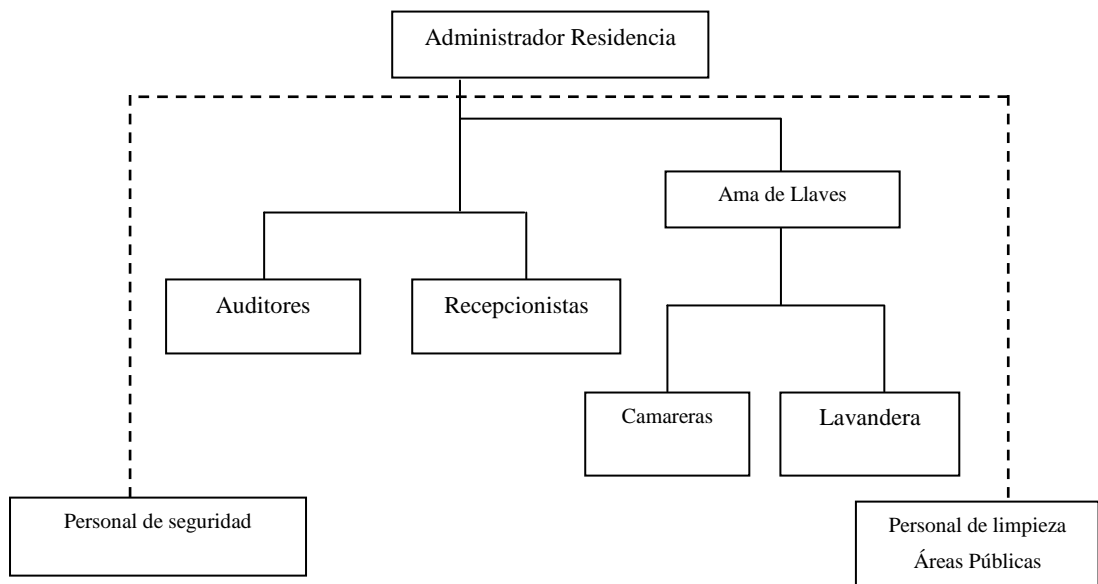 Administrador Residencia
Ama de Llaves
Auditores
Recepcionistas
Camareras
Lavandera
Personal de seguridad
Personal de limpieza
Áreas Públicas